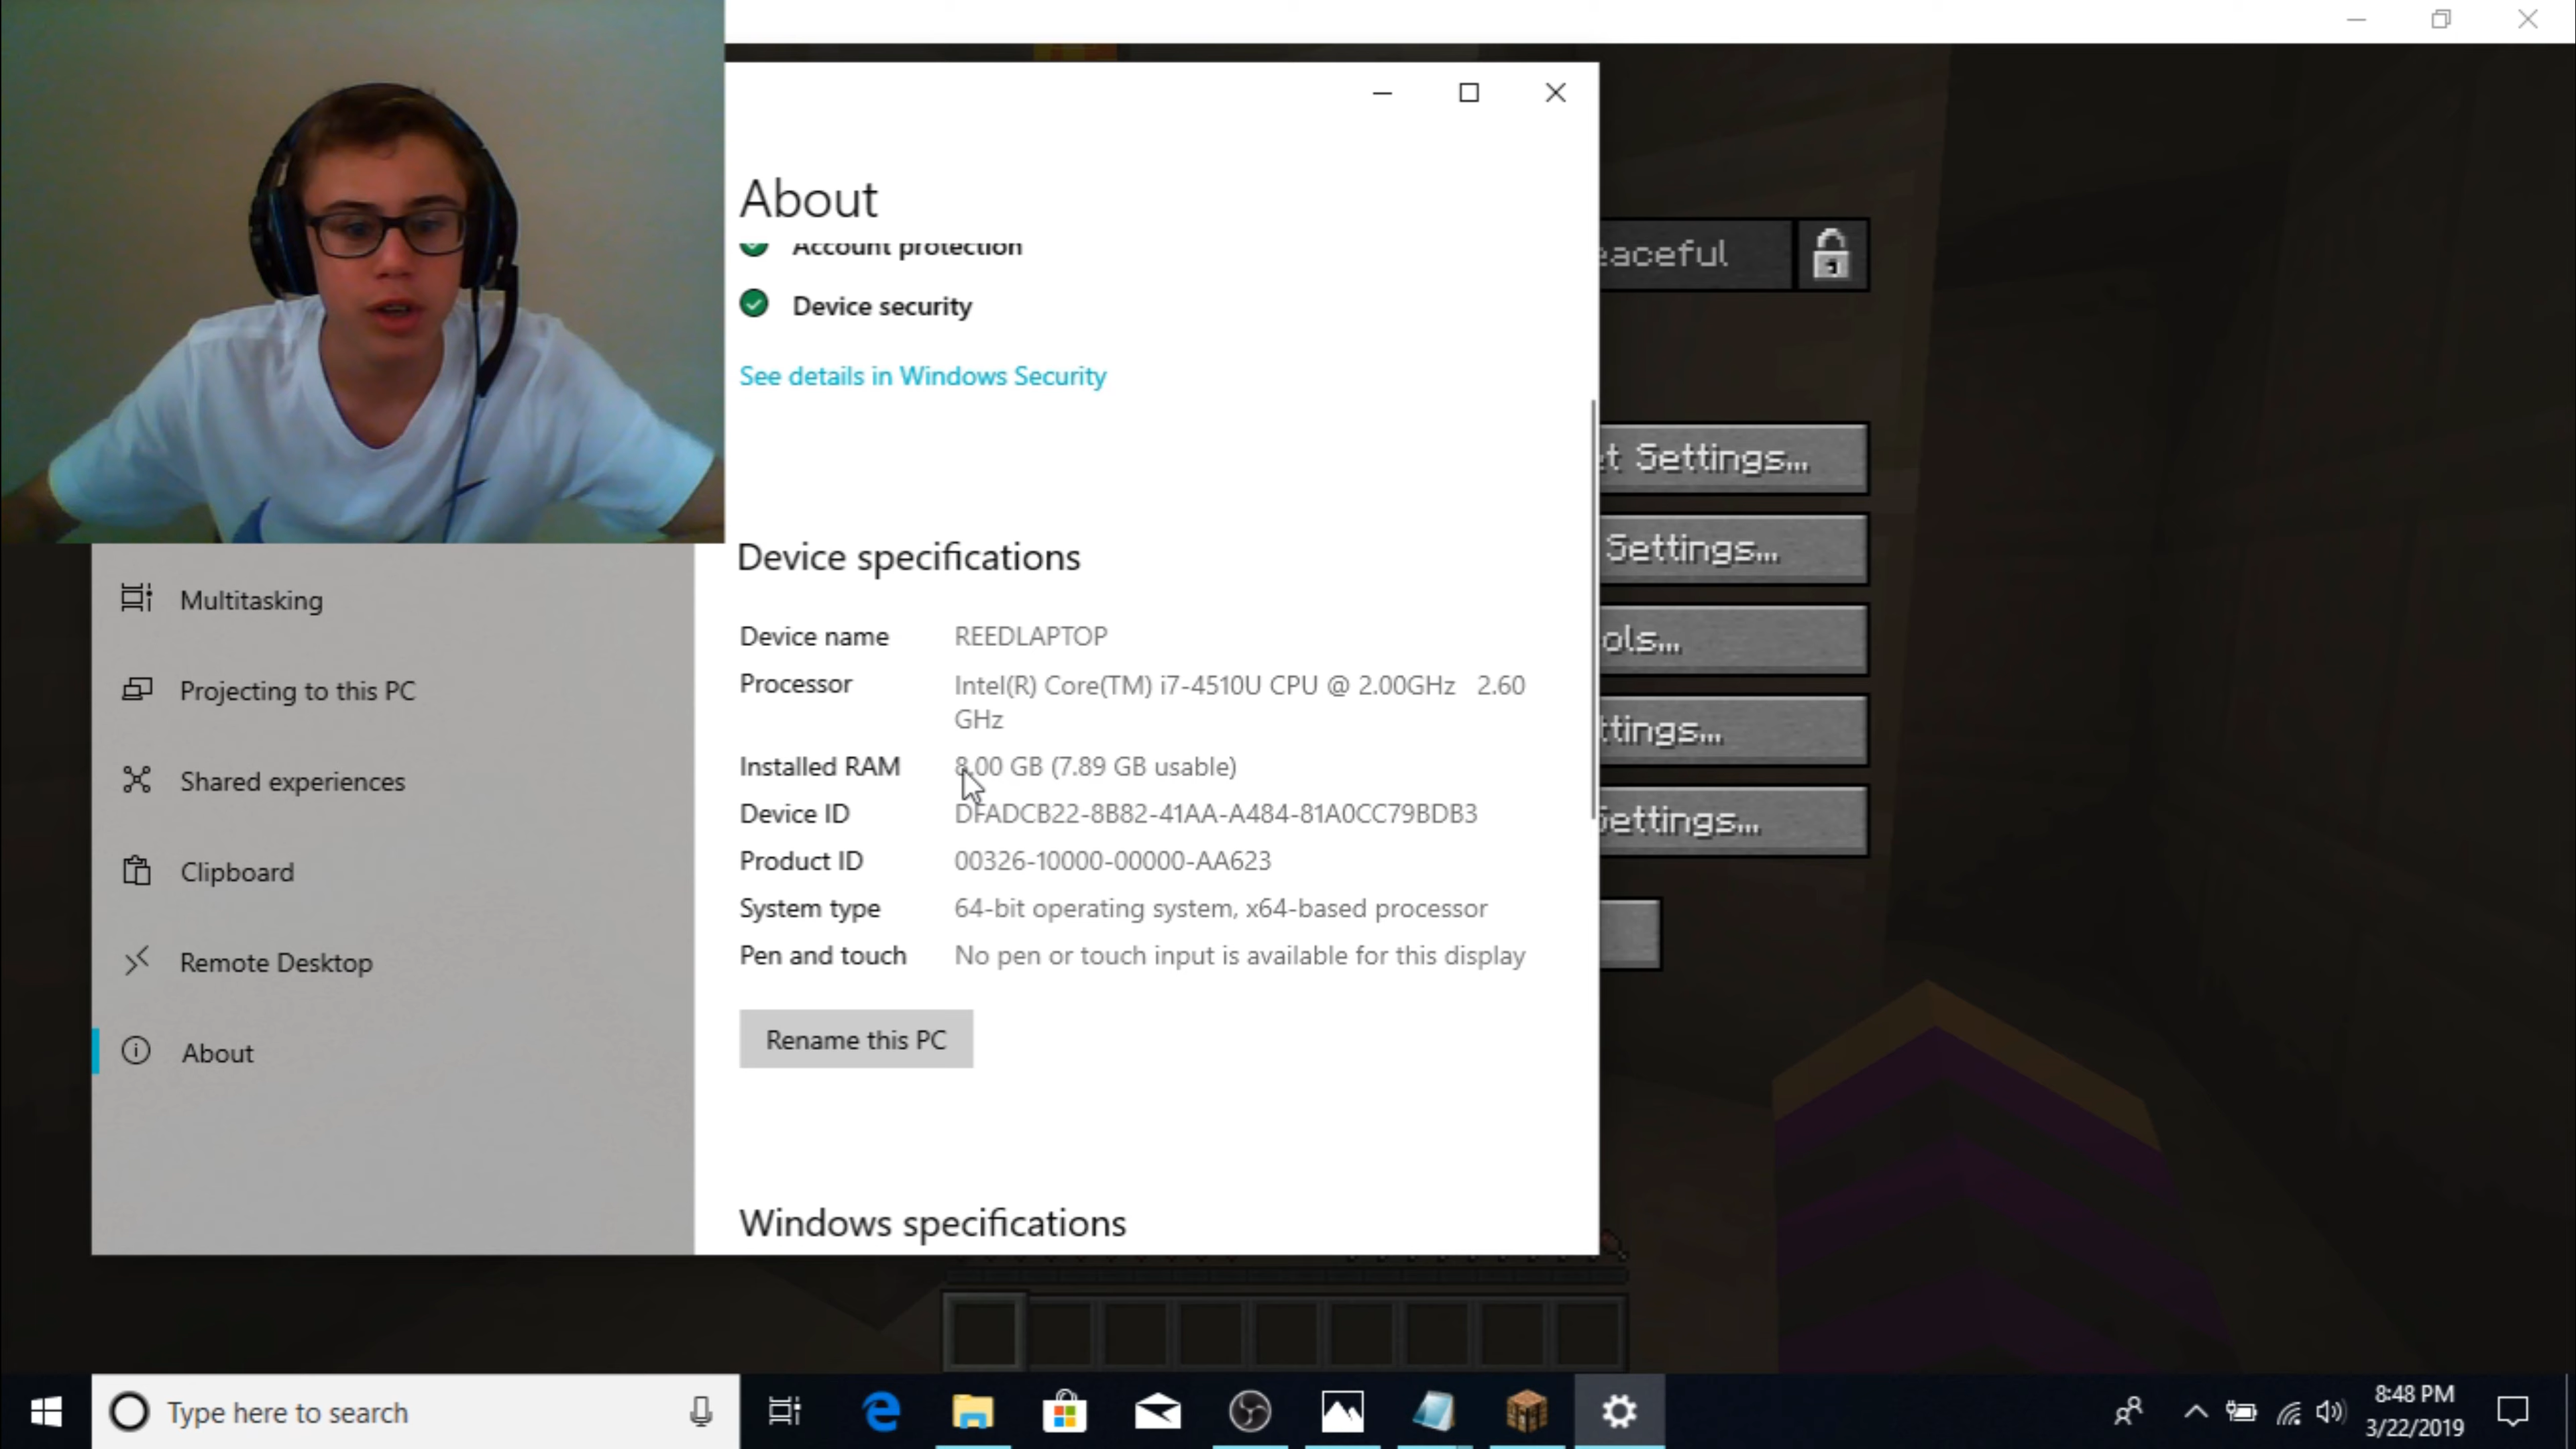 About
Account protection
Device security
See details in Windows Security
Device specifications
Device name REEDLAPTOP
Processor Intel(R) Core(TM) i7-4510U CPU @ 2.00GHz 2.60
GHz
Installed RAM 8.00 GB (7.89 GB usable)
Device ID DFADCB22-8B82-41AA-A484-81A0CC79BDB3
Product ID 00326-10000-00000-AA623
System type 64-bit operating system, x64-based processor
Pen and touch No pen or touch input is available for this display
Rename this PC
Windows specifications
Multitasking
Projecting to this PC
Shared experiences
Clipboard
Remote Desktop
About
eaceful
t Settings...
Settings...
ols...
ttings...
Settings...
Type here to search
8:48 PM
3/22/2019